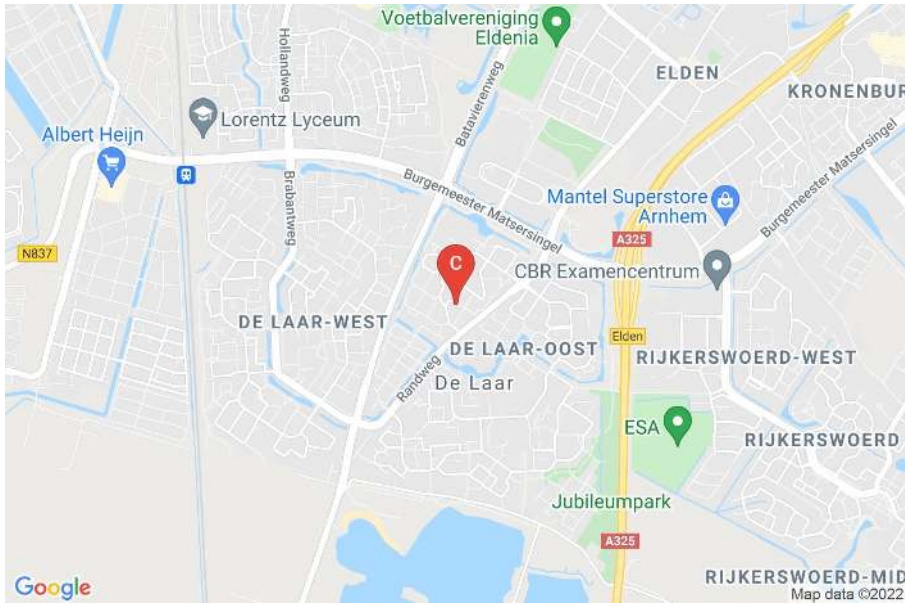 Voetbalvereniging
Eldenia
Hollandweg
Batavierenweg
ELDEN
KRONENBUR
Lorentz Lyceum
Albert Heijn
Burgemeester Matsersingel
Brabantweg
Burgemeester Matsersingel
Mantel Superstore
Arnhem
A325
N837
C
CBR Examencentrum
DE LAAR-WEST
DE LAAR-OOST
Elden
RIJKERSWOERD-WEST
Randweg
De Laar
ESA
RIJKERSWOERD
Jubileumpark
A325
RIJKERSWOERD-MID
Google
Map data ©2022